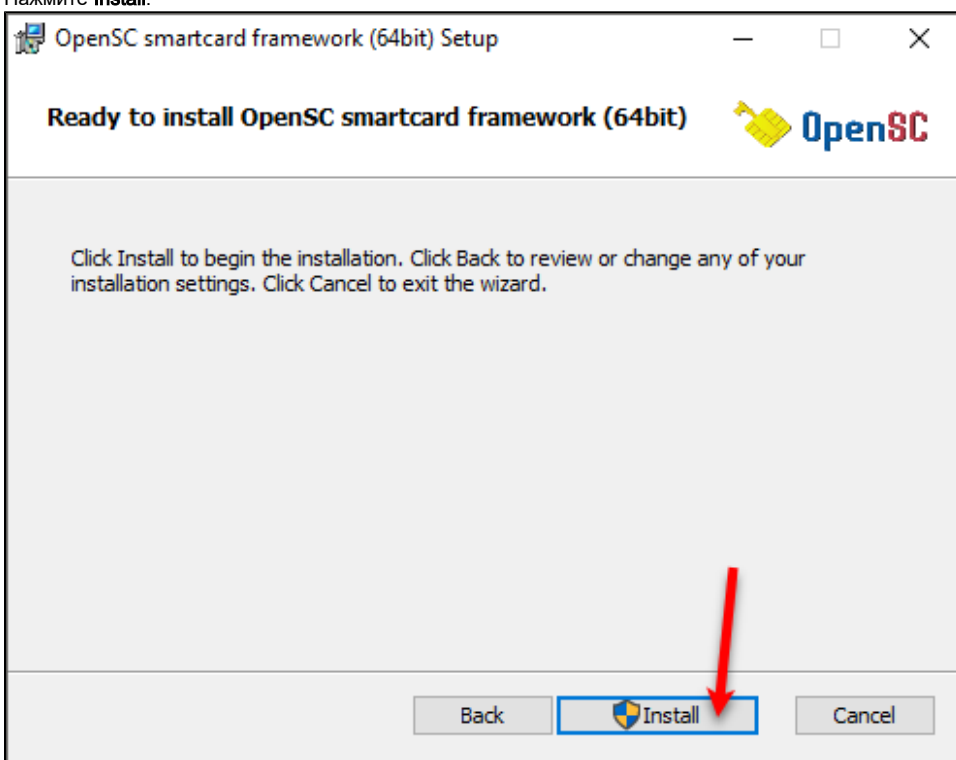 Нажмите Install.
OpenSC smartcard framework (64bit) Setup
Ready to install OpenSC smartcard framework (64bit)
OpenSC
Click Install to begin the installation. Click Back to review or change any of your
installation settings. Click Cancel to exit the wizard.
Back
Install
Cancel